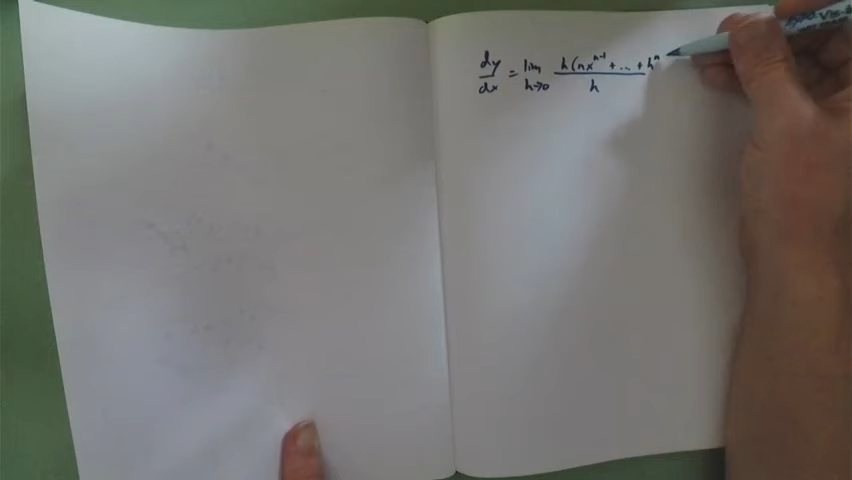 dy/dx = lim h→0 h(nx^(n-1) + ... + h^n / h